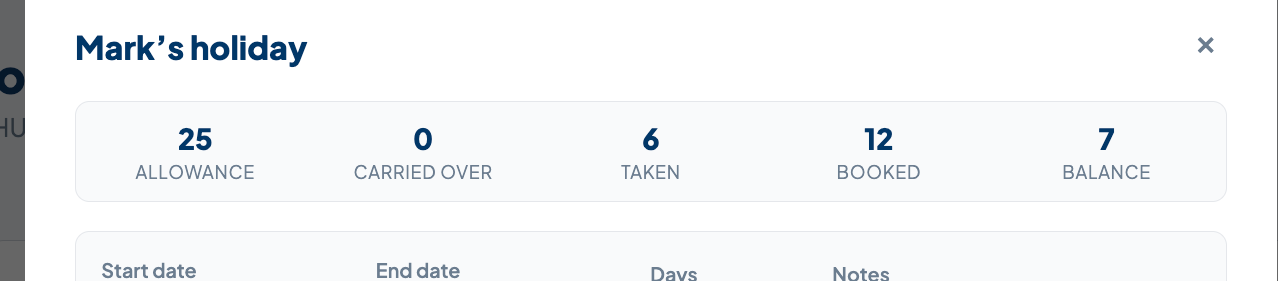 Mark's holiday ×
25 0 6 12 7
ALLOWANCE CARRIED OVER TAKEN BOOKED BALANCE
Start date End date Days Notes